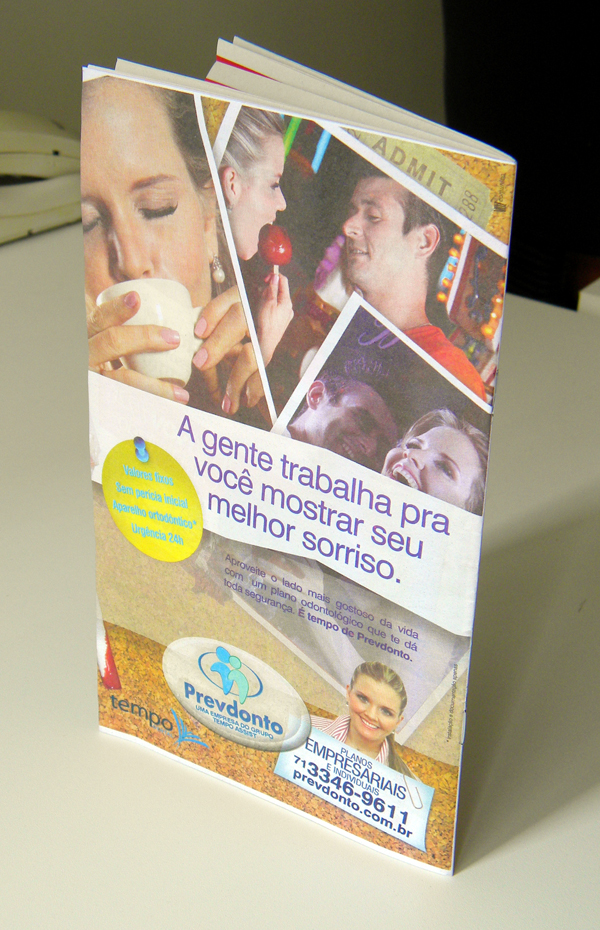 ADMIT
288
A gente trabalha pra
você mostrar seu
melhor sorriso.
Valores fixos
Sem perícia inicial
Aparelho ortodôntico*
Urgência 24h
Aproveite o lado mais gostoso da vida
com um plano odontológico que te dá
toda segurança. É tempo de Prevdonto.
Prevdonto
UMA EMPRESA DO GRUPO
TEMPO ASSIST
tempo
PLANOS
EMPRESARIAIS
E INDIVIDUAIS
71 3346-9611
prevdonto.com.br